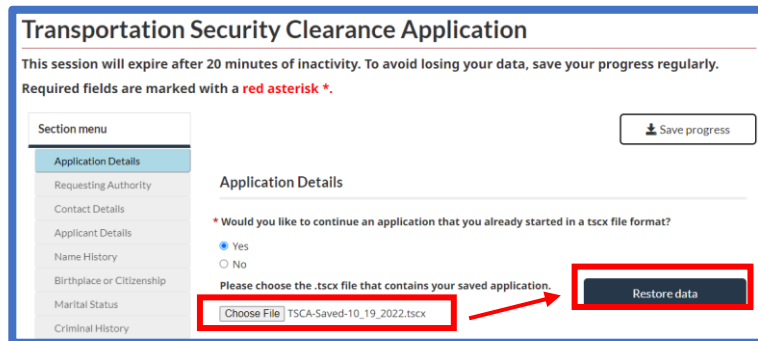 Transportation Security Clearance Application
This session will expire after 20 minutes of inactivity. To avoid losing your data, save your progress regularly.
Required fields are marked with a red asterisk *.
Section menu
Save progress
Application Details
Requesting Authority
Contact Details
Applicant Details
Name History
Birthplace or Citizenship
Marital Status
Criminal History
Application Details
* Would you like to continue an application that you already started in a tscx file format?
Yes
No
Please choose the .tscx file that contains your saved application.
Choose File TSCA-Saved-10_19_2022.tscx
Restore data